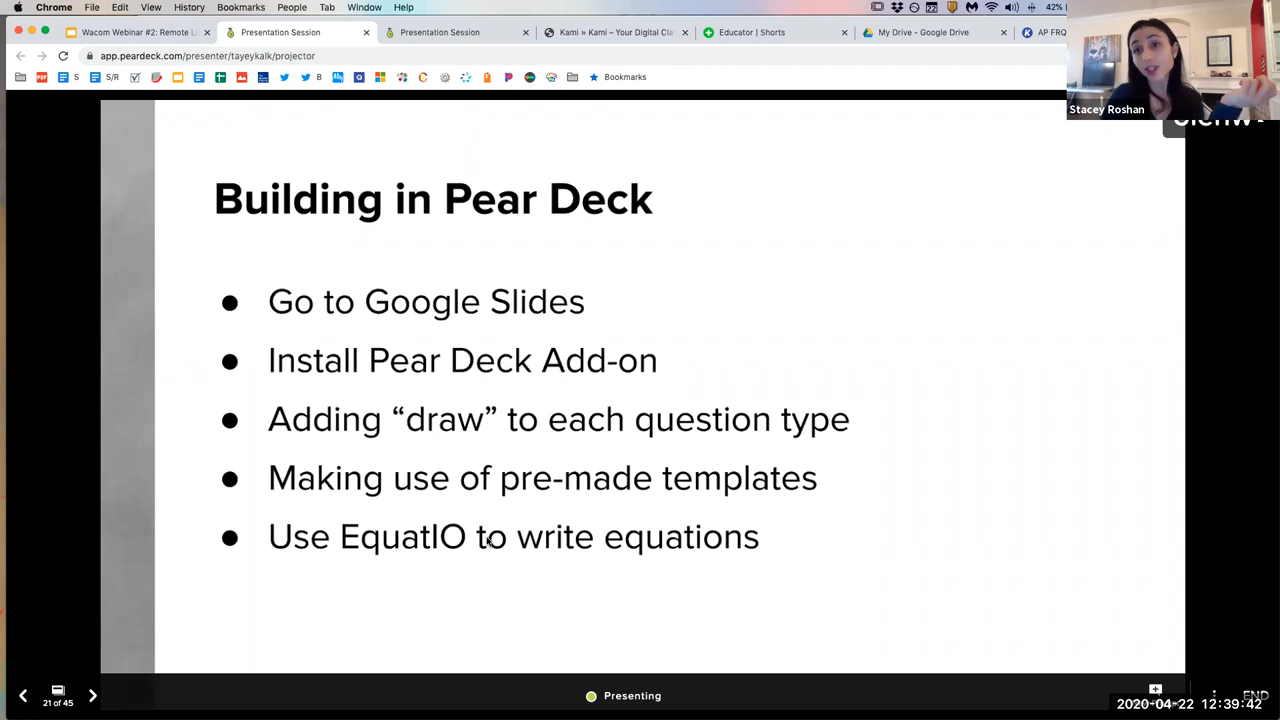 Chrome File Edit View History Bookmarks People Tab Window Help 42%
Wacom Webinar #2: Remote L Presentation Session Presentation Session Kami » Kami – Your Digital Cla Educator | Shorts My Drive - Google Drive AP FRQ
app.peardeck.com/presenter/tayeykalk/projector
S S/R B Bookmarks
Stacey Roshan
Building in Pear Deck
● Go to Google Slides
● Install Pear Deck Add-on
● Adding “draw” to each question type
● Making use of pre-made templates
● Use EquatIO to write equations
21 of 45
Presenting
END
2020-04-22 12:39:42